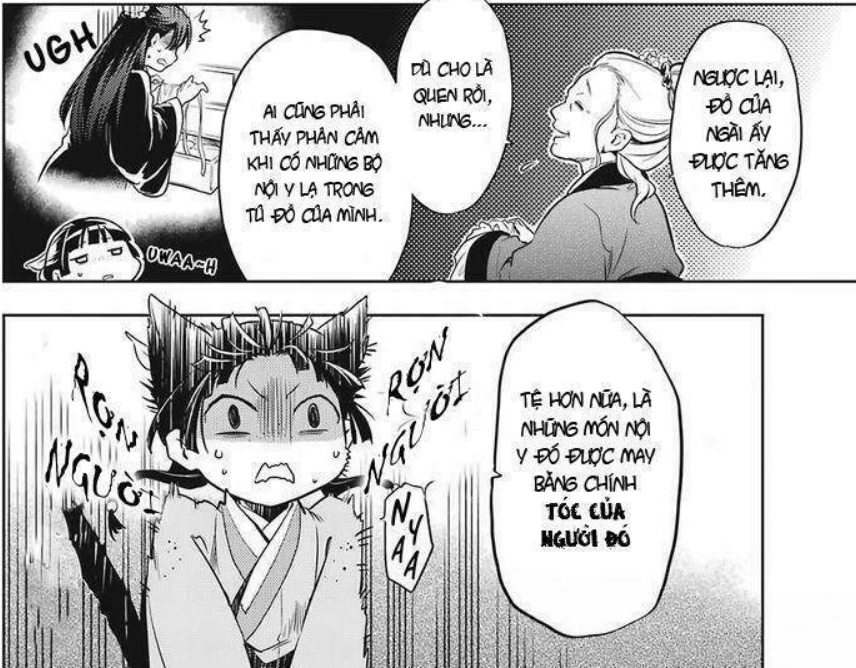 NGƯỢC LẠI,
ĐỒ CỦA
NGÀI ẤY
ĐƯỢC TĂNG
THÊM.
DÙ CHO LÀ
QUEN RỒI,
NHƯNG...
AI CŨNG PHẢI
THẤY PHẢN CẢM
KHI CÓ NHỮNG BỘ
NỘI Y LẠ TRONG
TỦ ĐỒ CỦA MÌNH.
UGH
UWAA~H
TỆ HƠN NỮA, LÀ
NHỮNG MÓN NỘI
Y ĐÓ ĐƯỢC MAY
BẰNG CHÍNH
TÓC CỦA
NGƯỜI ĐÓ
RỢN
NGƯỜI
NYAA
RỢN
NGƯỜI